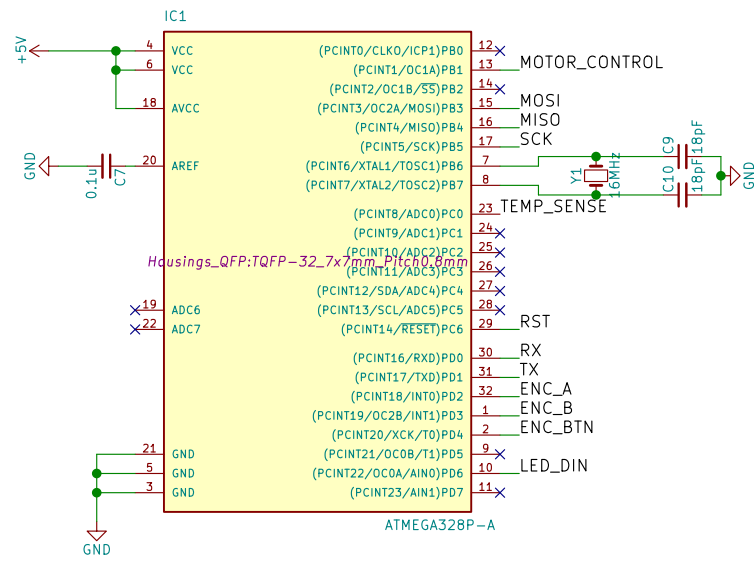 IC1
+5V
4 VCC (PCINT0/CLKO/ICP1)PB0 12
6 VCC (PCINT1/OC1A)PB1 13 MOTOR_CONTROL
(PCINT2/OC1B/SS)PB2 14
18 AVCC (PCINT3/OC2A/MOSI)PB3 15 MOSI
(PCINT4/MISO)PB4 16 MISO
(PCINT5/SCK)PB5 17 SCK
GND 0.1u C7 20 AREF (PCINT6/XTAL1/TOSC1)PB6 7
(PCINT7/XTAL2/TOSC2)PB7 8
Y1 16MHz C9 18pF C10 18pF GND
(PCINT8/ADC0)PC0 23 TEMP_SENSE
(PCINT9/ADC1)PC1 24
(PCINT10/ADC2)PC2 25
Housings_QFP:TQFP-32_7x7mm_Pitch0.8mm
(PCINT11/ADC3)PC3 26
(PCINT12/SDA/ADC4)PC4 27
19 ADC6 (PCINT13/SCL/ADC5)PC5 28
22 ADC7 (PCINT14/RESET)PC6 29 RST
(PCINT16/RXD)PD0 30 RX
(PCINT17/TXD)PD1 31 TX
(PCINT18/INT0)PD2 32 ENC_A
(PCINT19/OC2B/INT1)PD3 1 ENC_B
(PCINT20/XCK/T0)PD4 2 ENC_BTN
21 GND (PCINT21/OC0B/T1)PD5 9
5 GND (PCINT22/OC0A/AIN0)PD6 10 LED_DIN
3 GND (PCINT23/AIN1)PD7 11
ATMEGA328P-A
GND